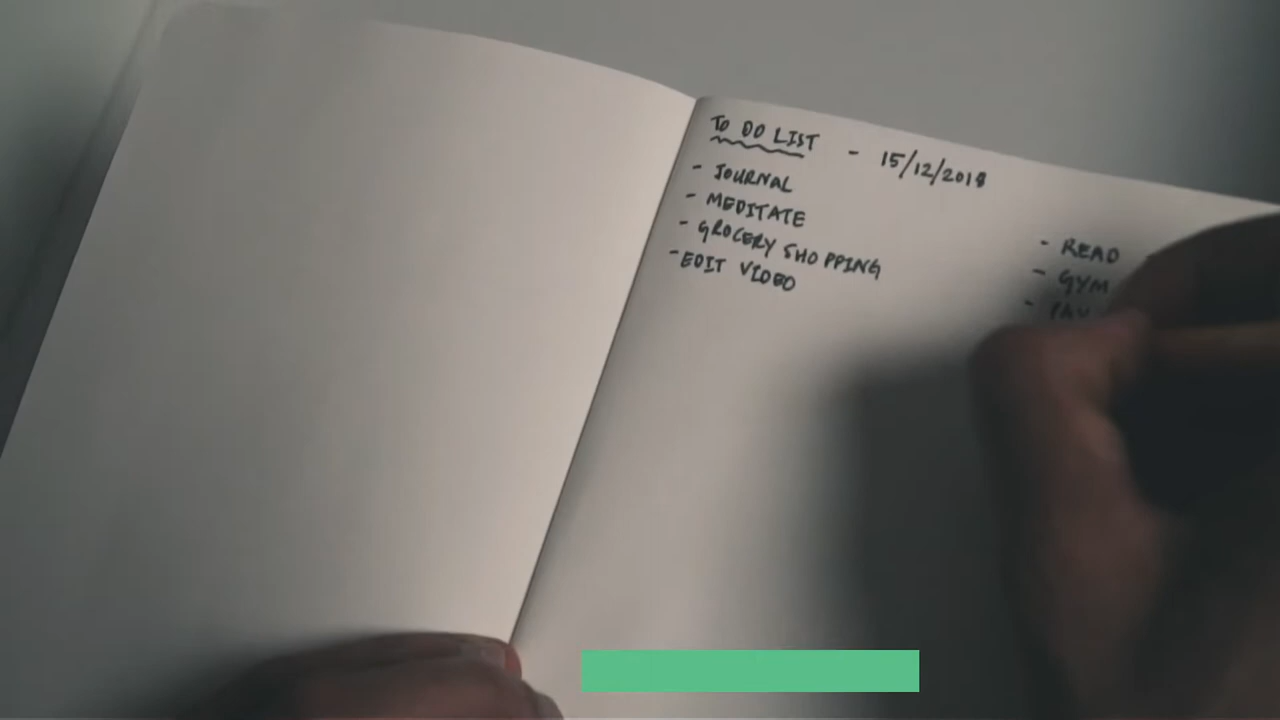 TO DO LIST - 15/12/2018
- JOURNAL
- MEDITATE
- GROCERY SHOPPING
- EDIT VIDEO
- READ
- GYM